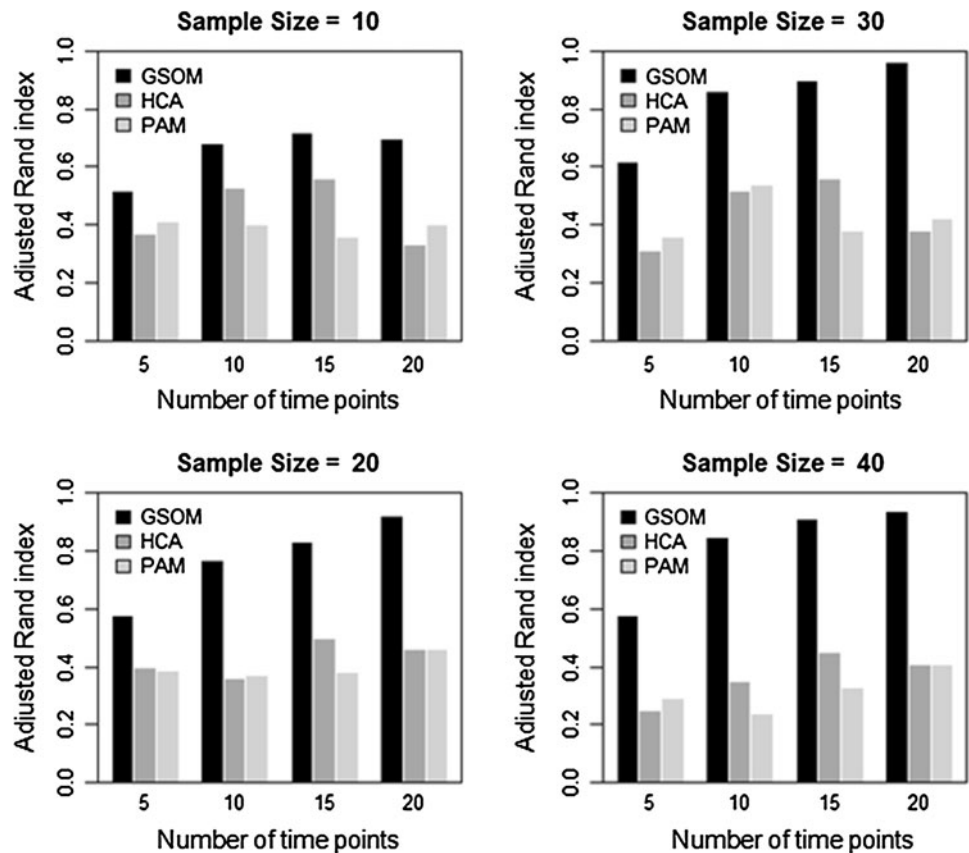 Sample Size = 10
Adjusted Rand index
1.0
0.8
0.6
0.4
0.2
0.0
GSOM
HCA
PAM
5 10 15 20
Number of time points
Sample Size = 30
Adjusted Rand index
1.0
0.8
0.6
0.4
0.2
0.0
GSOM
HCA
PAM
5 10 15 20
Number of time points
Sample Size = 20
Adjusted Rand index
1.0
0.8
0.6
0.4
0.2
0.0
GSOM
HCA
PAM
5 10 15 20
Number of time points
Sample Size = 40
Adjusted Rand index
1.0
0.8
0.6
0.4
0.2
0.0
GSOM
HCA
PAM
5 10 15 20
Number of time points